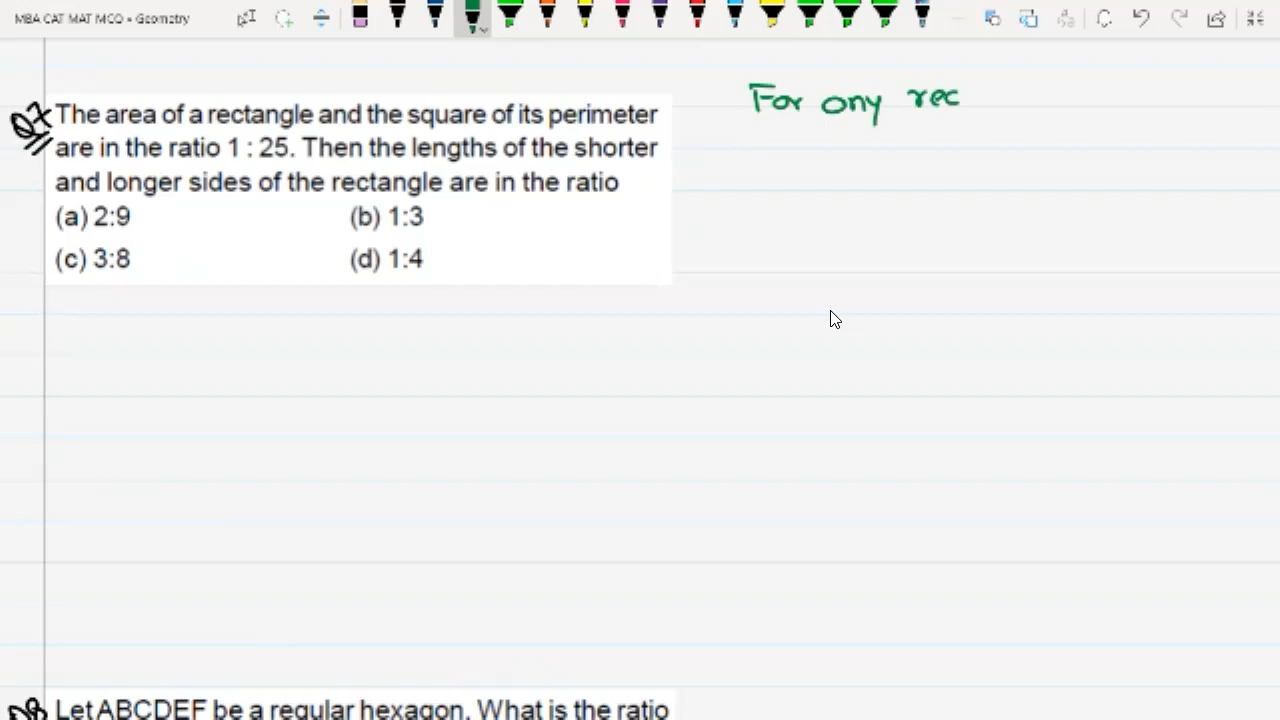 MBA CAT MAT MCQ • Geometry
For any rec
Q7 The area of a rectangle and the square of its perimeter
are in the ratio 1 : 25. Then the lengths of the shorter
and longer sides of the rectangle are in the ratio
(a) 2:9 (b) 1:3
(c) 3:8 (d) 1:4
Q8 Let ABCDEF be a regular hexagon. What is the ratio